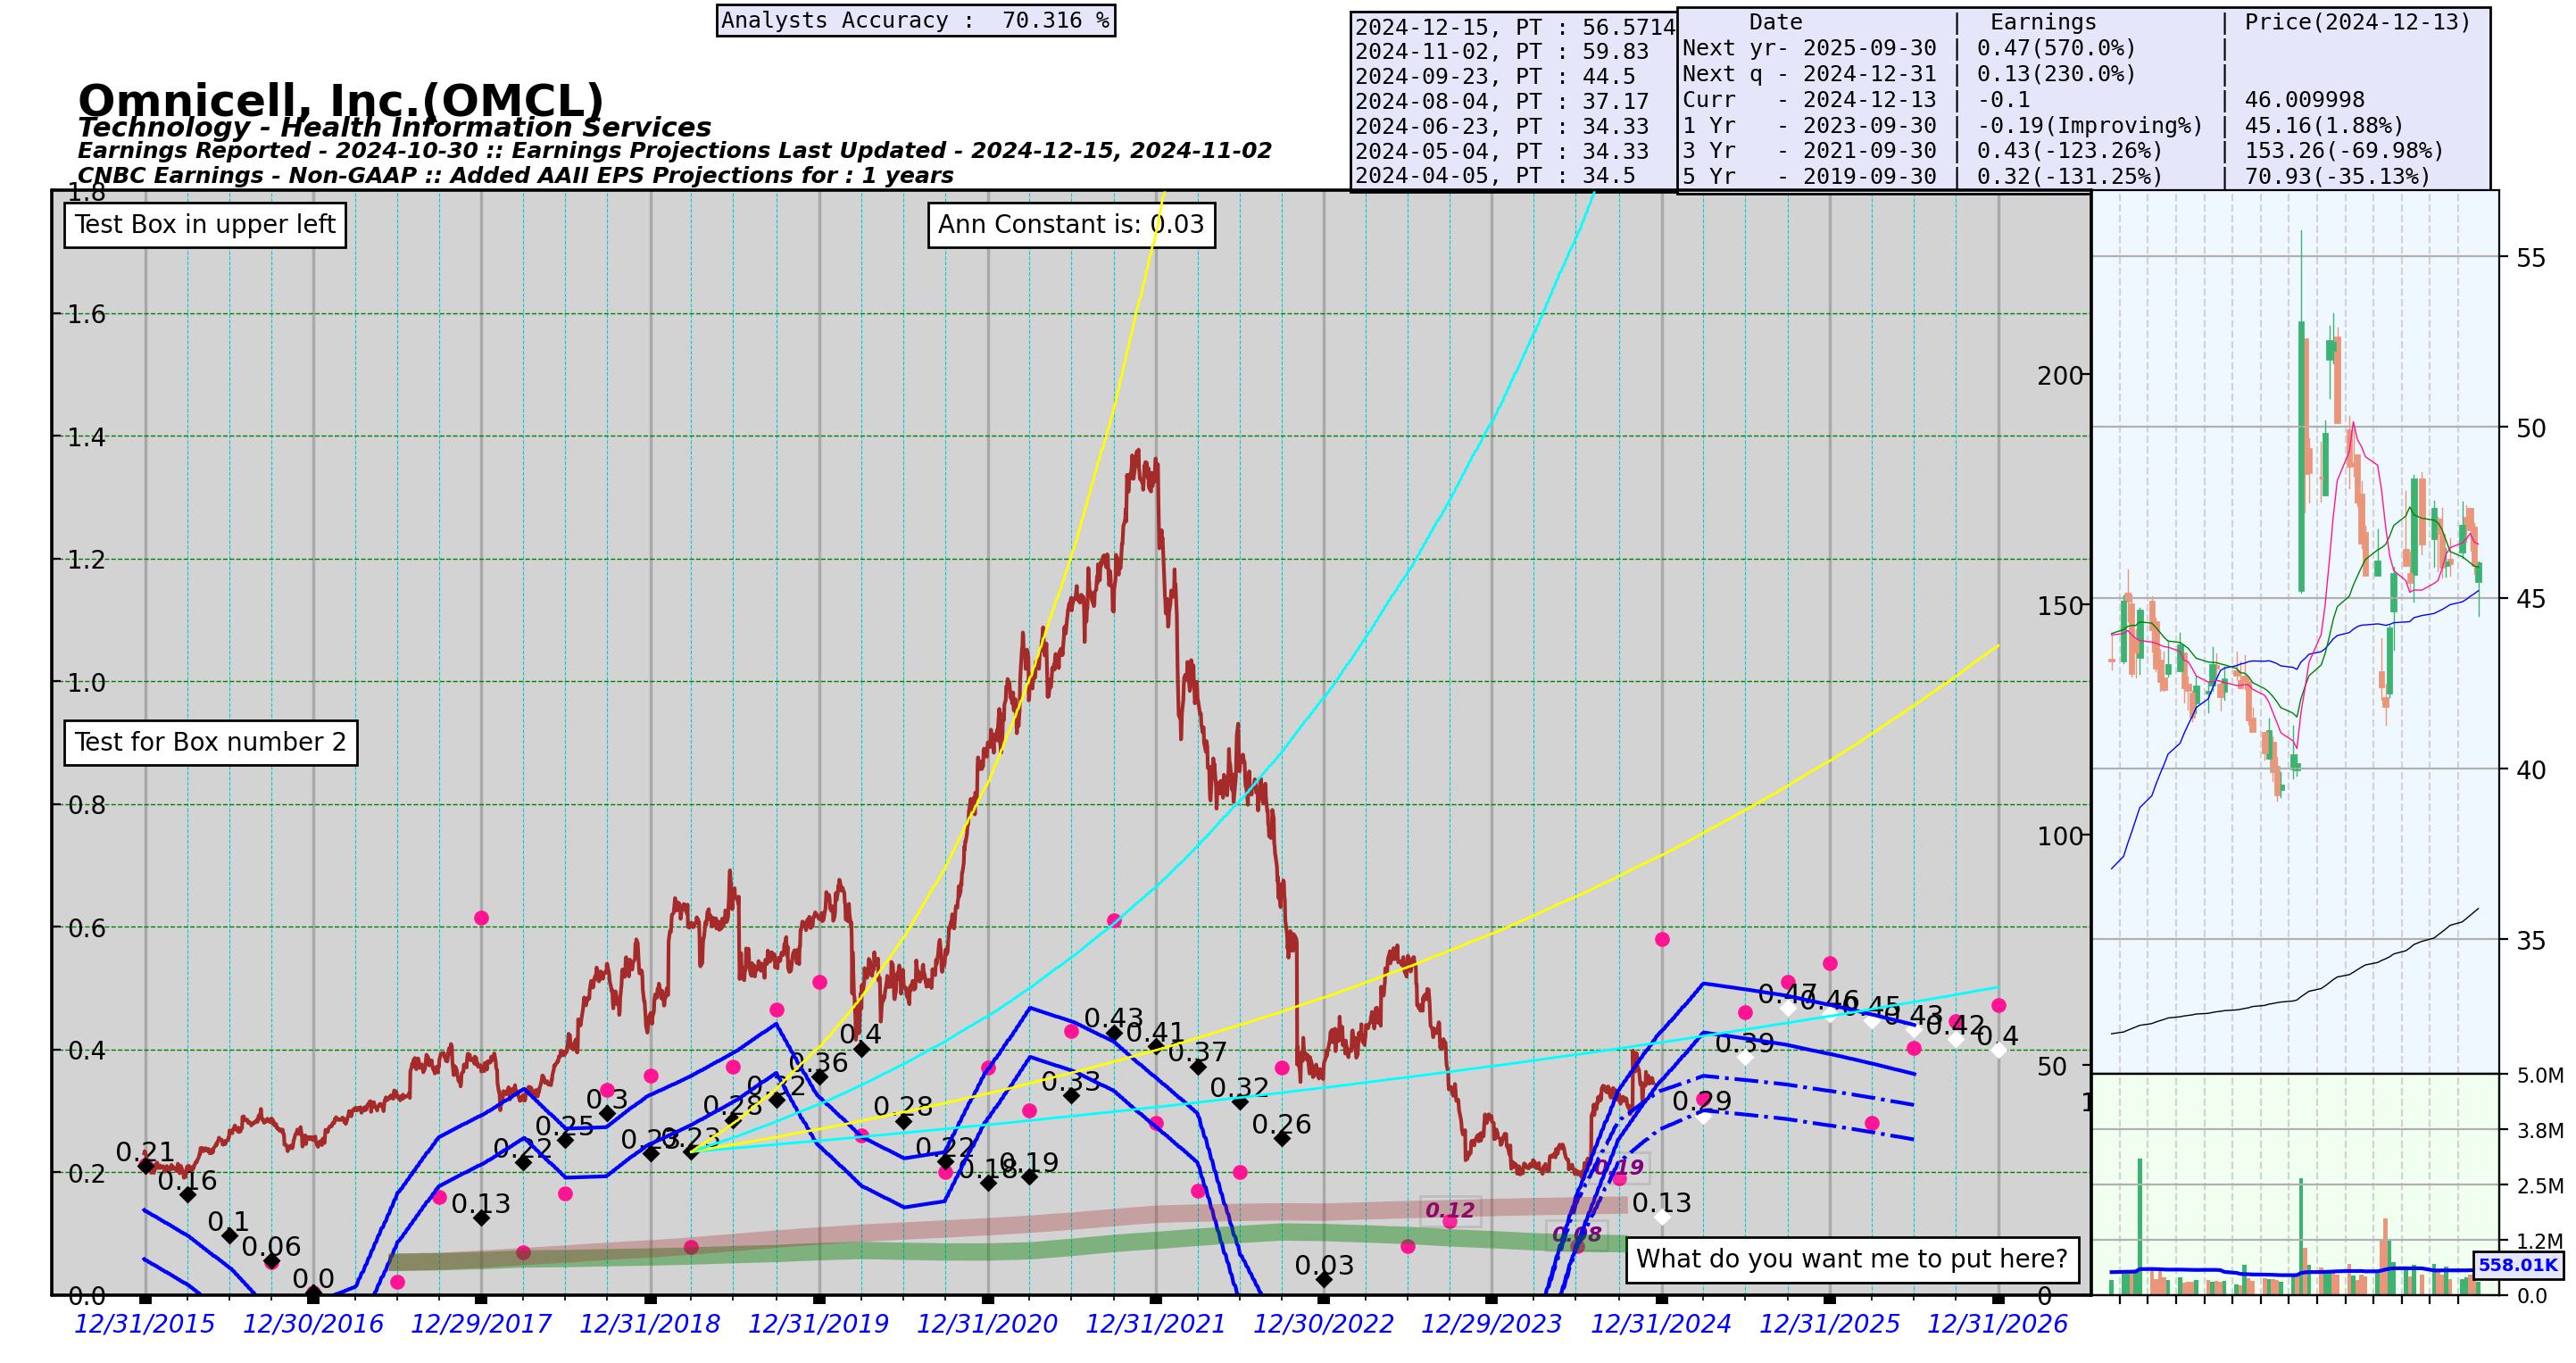 Analysts Accuracy :  70.316 %
2024-12-15, PT : 56.5714
2024-11-02, PT : 59.83
2024-09-23, PT : 44.5
2024-08-04, PT : 37.17
2024-06-23, PT : 34.33
2024-05-04, PT : 34.33
2024-04-05, PT : 34.5
Date | Earnings | Price(2024-12-13)
Next yr- 2025-09-30 | 0.47(570.0%) |
Next q - 2024-12-31 | 0.13(230.0%) |
Curr - 2024-12-13 | -0.1 | 46.009998
1 Yr - 2023-09-30 | -0.19(Improving%) | 45.16(1.88%)
3 Yr - 2021-09-30 | 0.43(-123.26%) | 153.26(-69.98%)
5 Yr - 2019-09-30 | 0.32(-131.25%) | 70.93(-35.13%)
Omnicell, Inc.(OMCL)
Technology - Health Information Services
Earnings Reported - 2024-10-30 :: Earnings Projections Last Updated - 2024-12-15, 2024-11-02
CNBC Earnings - Non-GAAP :: Added AAII EPS Projections for : 1 years
Test Box in upper left
Ann Constant is: 0.03
Test for Box number 2
What do you want me to put here?
1.8
1.6
1.4
1.2
1.0
0.8
0.6
0.4
0.2
0.0
0.21
0.16
0.1
0.06
0.0
0.13
0.22
0.25
0.3
0.23
0.23
0.28
0.32
0.36
0.4
0.28
0.22
0.18
0.19
0.33
0.43
0.41
0.37
0.32
0.26
0.03
0.12
0.08
0.19
0.13
0.29
0.39
0.47
0.46
0.45
0.43
0.42
0.4
200
150
100
50
0
1
55
50
45
40
35
5.0M
3.8M
2.5M
1.2M
558.01K
0.0
12/31/2015
12/30/2016
12/29/2017
12/31/2018
12/31/2019
12/31/2020
12/31/2021
12/30/2022
12/29/2023
12/31/2024
12/31/2025
12/31/2026